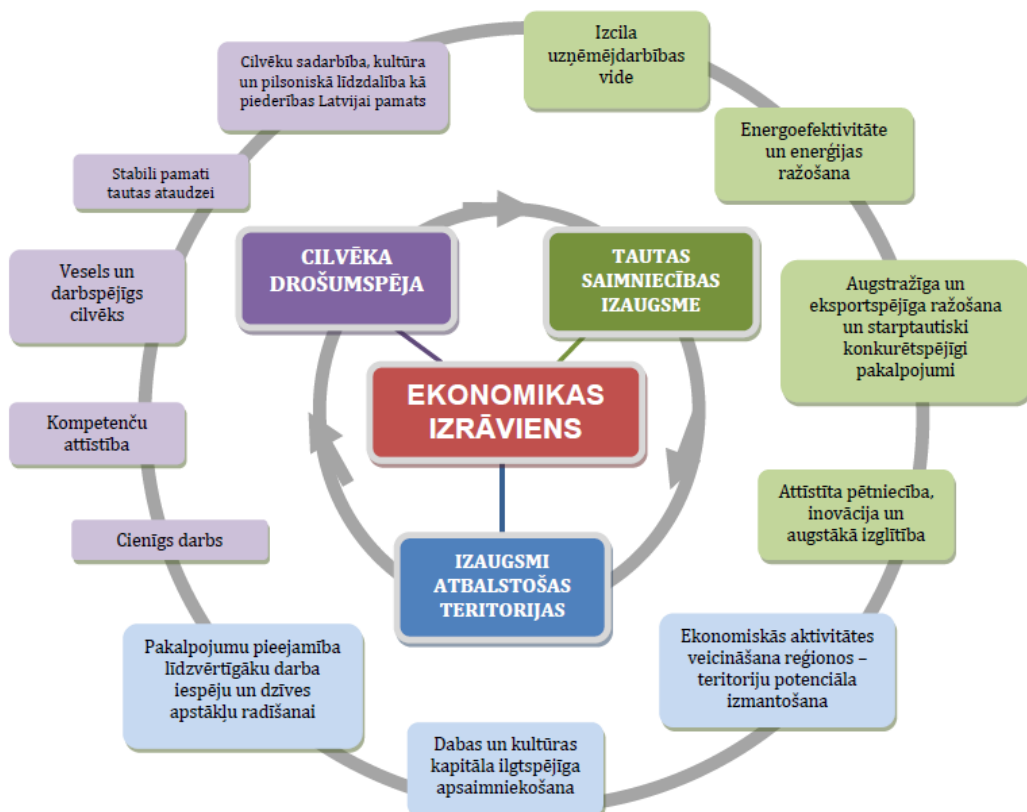 Izcila
uzņēmējdarbības
vide
Cilvēku sadarbība, kultūra
un pilsoniskā līdzdalība kā
piederības Latvijai pamats
Energoefektivitāte
un enerģijas
ražošana
Stabili pamati
tautas ataudzei
CILVĒKA
DROŠUMSPĒJA
TAUTAS
SAIMNIECĪBAS
IZAUGSME
Vesels un
darbspējīgs
cilvēks
Augstražīga un
eksportspējīga ražošana
un starptautiski
konkurētspējīgi
pakalpojumi
EKONOMIKAS
IZRĀVIENS
Kompetenču
attīstība
Attīstīta pētniecība,
inovācija un
augstākā izglītība
Cienīgs darbs
IZAUGSMI
ATBALSTOŠAS
TERITORIJAS
Pakalpojumu pieejamība
līdzvērtīgāku darba
iespēju un dzīves
apstākļu radīšanai
Ekonomiskās aktivitātes
veicināšana reģionos –
teritoriju potenciāla
izmantošana
Dabas un kultūras
kapitāla ilgtspējīga
apsaimniekošana